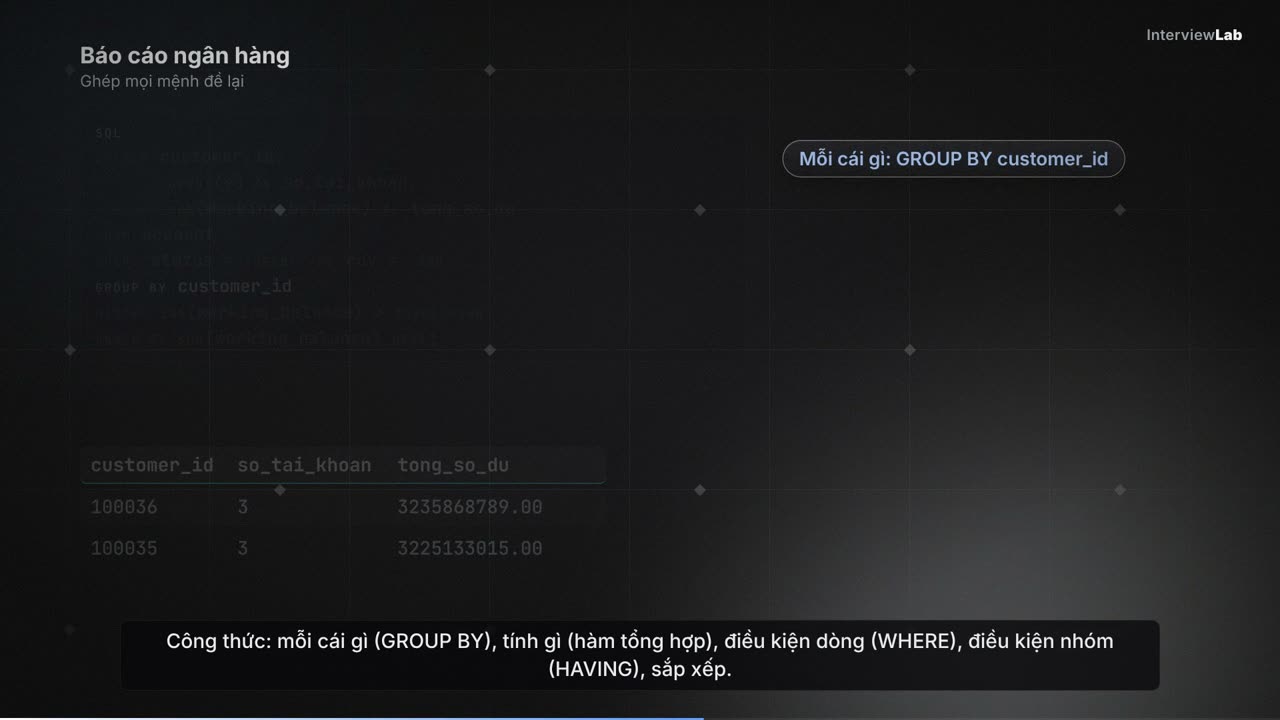 Báo cáo ngân hàng
Ghép mọi mệnh đề lại
InterviewLab
SQL
Mỗi cái gì: GROUP BY customer_id
GROUP BY customer_id
customer_id so_tai_khoan tong_so_du
100036 3 3235868789.00
100035 3 3225133015.00
Công thức: mỗi cái gì (GROUP BY), tính gì (hàm tổng hợp), điều kiện dòng (WHERE), điều kiện nhóm
(HAVING), sắp xếp.